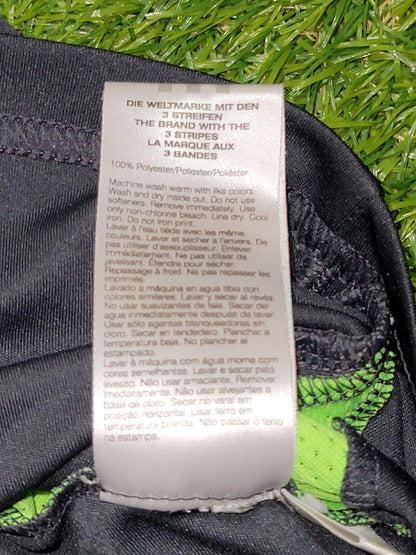 DIE WELTMARKE MIT DEN
3 STREIFEN
THE BRAND WITH THE
3 STRIPES
LA MARQUE AUX
3 BANDES
100% Polyester/Poliester/Poliéster
Machine wash warm with like colors.
Wash and dry inside out. Do not use
softeners. Remove immediately. Use
only non-chlorine bleach. Line dry. Cool
iron. Do not iron print.
Laver à l'eau tiède avec les même
couleurs. Laver et sécher a l'envers. De
pas utiliser d'assouplisseur. Enlever
immédiatement. Ne pas utiliser de
javelisant. Étendre pour sécher.
Repassage à froid. Ne pas represser les
imprimés.
Lavado a máquina en agua tibia con
colores similares. Lavar y secar al revés.
No usar suavizantes de tela. Sacar de la
máquina immediatamente después de lavar.
Usar sólo agentes blanqueadores sin
cloro. Secar en tendedero. Planchar a
temperatura baja. No planchar el
estampado.
Lavar à máquina com água morna com
cores semelhantes. Lavar e secar pelo
avesso. Não usar amaciante. Remover
imediatamente. Não usar alvejantes a
base de cloro. Secar no varal em
posição horizontal. Usar ferro em
temperatura branda. Não passar o ferro
na estampa.